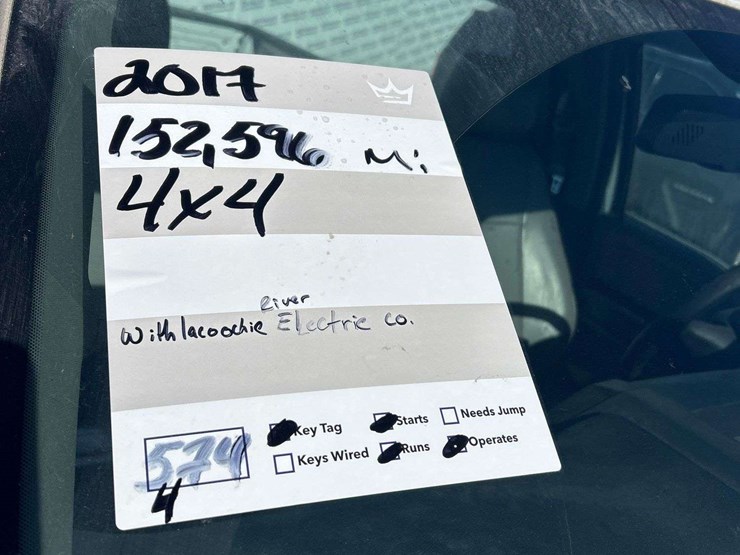 2017
152,596 Mi
4x4
River
Withlacoochie Electric co.
Key Tag Starts Needs Jump
Keys Wired Runs Operates
574
4